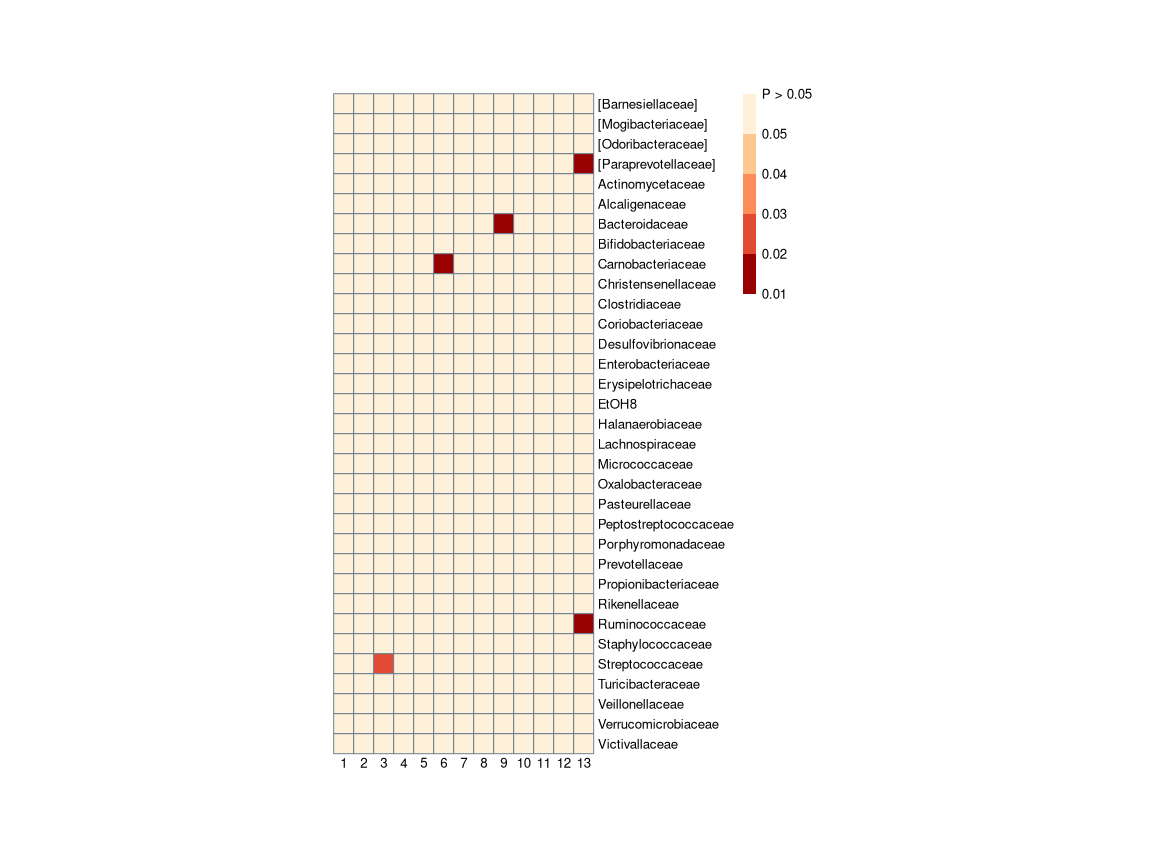 [Barnesiellaceae]
[Mogibacteriaceae]
[Odoribacteraceae]
[Paraprevotellaceae]
Actinomycetaceae
Alcaligenaceae
Bacteroidaceae
Bifidobacteriaceae
Carnobacteriaceae
Christensenellaceae
Clostridiaceae
Coriobacteriaceae
Desulfovibrionaceae
Enterobacteriaceae
Erysipelotrichaceae
EtOH8
Halanaerobiaceae
Lachnospiraceae
Micrococcaceae
Oxalobacteraceae
Pasteurellaceae
Peptostreptococcaceae
Porphyromonadaceae
Prevotellaceae
Propionibacteriaceae
Rikenellaceae
Ruminococcaceae
Staphylococcaceae
Streptococcaceae
Turicibacteraceae
Veillonellaceae
Verrucomicrobiaceae
Victivallaceae
1 2 3 4 5 6 7 8 9 10 11 12 13
P > 0.05
0.05
0.04
0.03
0.02
0.01